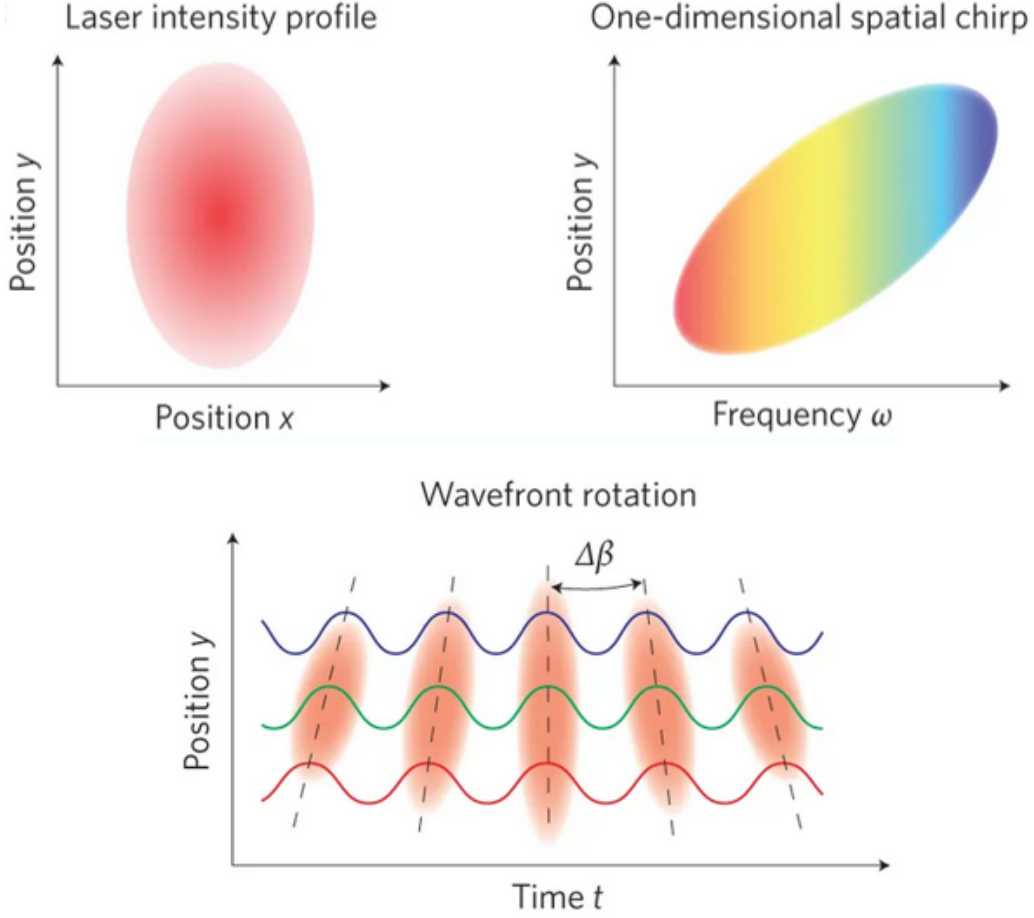 Laser intensity profile
One-dimensional spatial chirp
Position y
Position x
Position y
Frequency ω
Wavefront rotation
Δβ
Position y
Time t